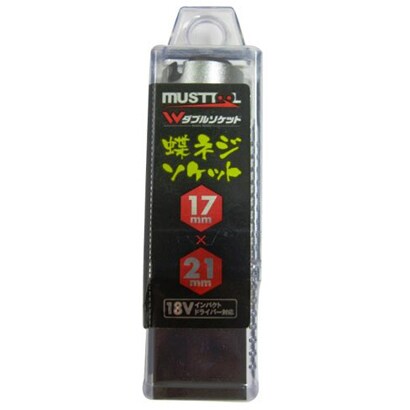 MUSTTOOL
Wダブルソケット
蝶ネジ
ソケット
17
mm
×
21
mm
18V インパクト
ドライバー対応